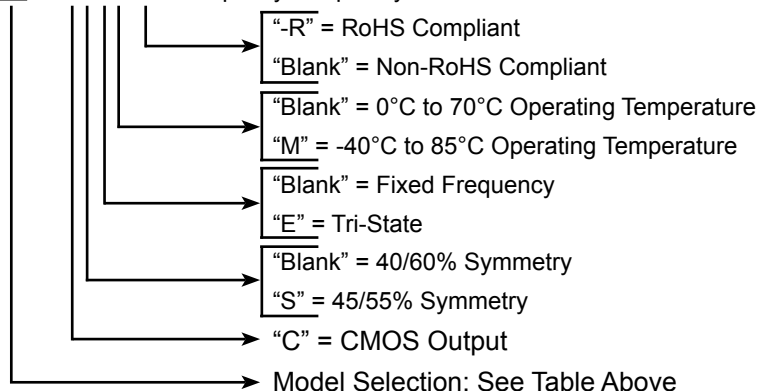 “-R” = RoHS Compliant
“Blank” = Non-RoHS Compliant
“Blank” = 0°C to 70°C Operating Temperature
“M” = -40°C to 85°C Operating Temperature
“Blank” = Fixed Frequency
“E” = Tri-State
“Blank” = 40/60% Symmetry
“S” = 45/55% Symmetry
“C” = CMOS Output
Model Selection: See Table Above